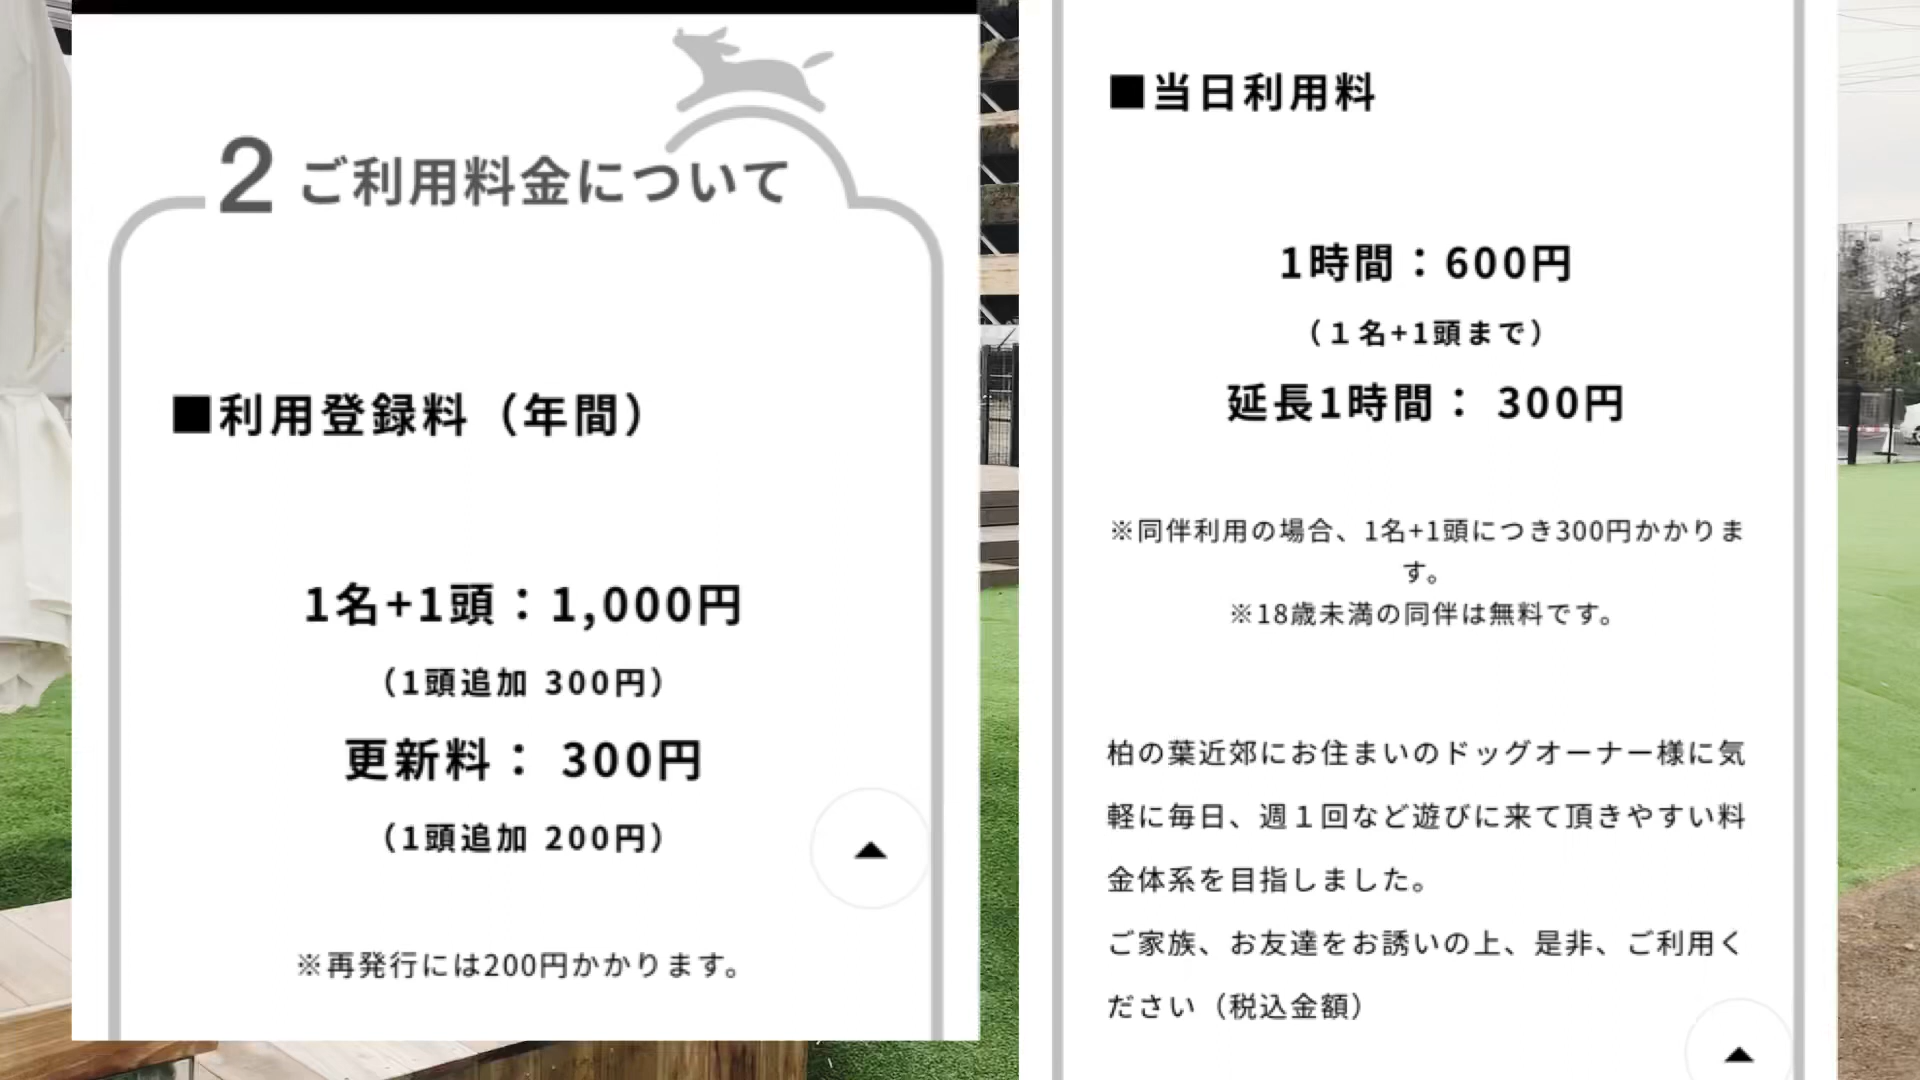 2 ご利用料金について
■利用登録料（年間）
1名+1頭：1,000円
（1頭追加 300円）
更新料： 300円
（1頭追加 200円）
※再発行には200円かかります。
■当日利用料
1時間：600円
（１名+1頭まで）
延長1時間： 300円
※同伴利用の場合、1名+1頭につき300円かかりま
す。
※18歳未満の同伴は無料です。
柏の葉近郊にお住まいのドッグオーナー様に気
軽に毎日、週１回など遊びに来て頂きやすい料
金体系を目指しました。
ご家族、お友達をお誘いの上、是非、ご利用く
ださい（税込金額）